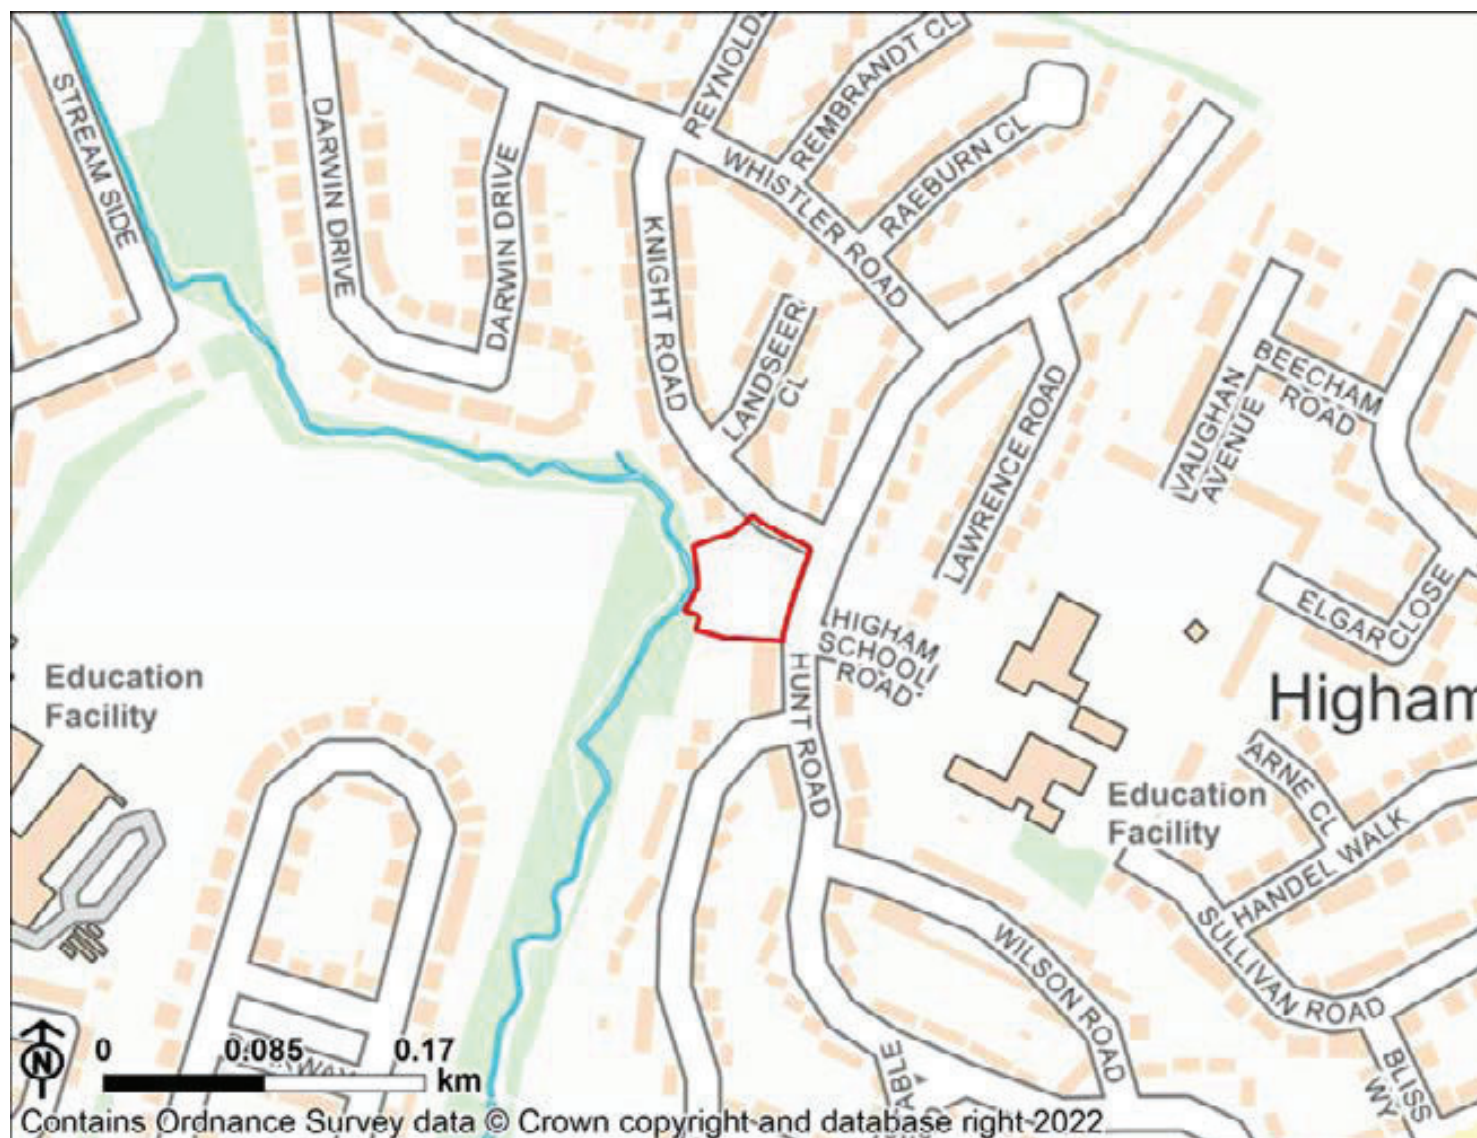 REYNOLDS
REMBRANDT CL
STREAM SIDE
DARWIN DRIVE
DARWIN DRIVE
RAEBURN CL
WHISTLER ROAD
KNIGHT ROAD
LANDSEER
CL
LAWRENCE ROAD
BEECHAM
ROAD
VAUGHAN
AVENUE
ELGAR CLOSE
HIGHAM
SCHOOL
ROAD
HUNT ROAD
Education
Facility
Higham
ARNE CL
Education
Facility
HANDEL WALK
SULLIVAN ROAD
WILSON ROAD
BLISS
WY
0 0.085 0.17
km
N
Contains Ordnance Survey data © Crown copyright and database right 2022